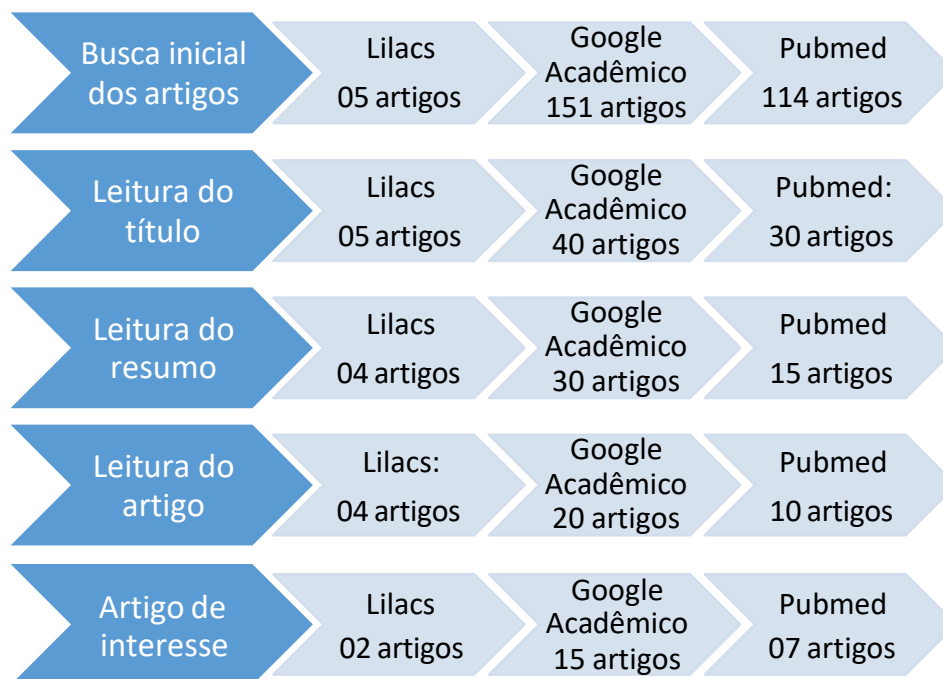 Busca inicial
dos artigos
Lilacs
05 artigos
Google
Acadêmico
151 artigos
Pubmed
114 artigos
Leitura do
título
Lilacs
05 artigos
Google
Acadêmico
40 artigos
Pubmed:
30 artigos
Leitura do
resumo
Lilacs
04 artigos
Google
Acadêmico
30 artigos
Pubmed
15 artigos
Leitura do
artigo
Lilacs:
04 artigos
Google
Acadêmico
20 artigos
Pubmed
10 artigos
Artigo de
interesse
Lilacs
02 artigos
Google
Acadêmico
15 artigos
Pubmed
07 artigos